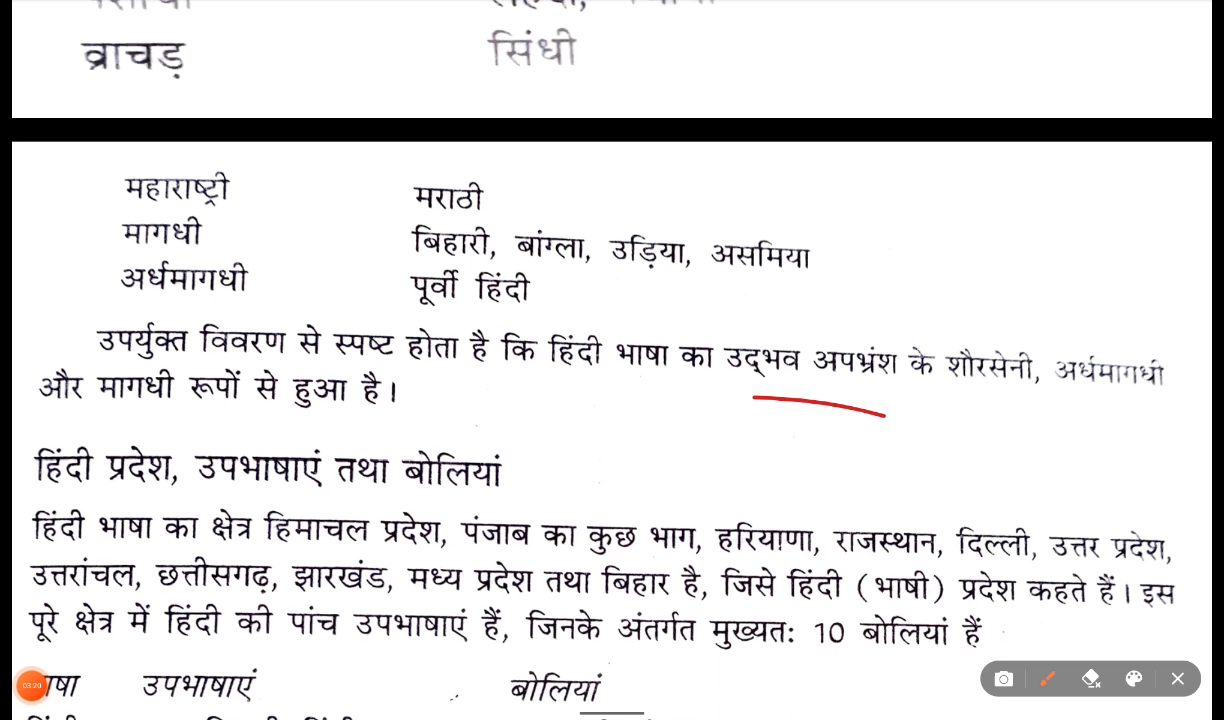 व्राचड़ सिंधी
महाराष्ट्री मराठी
मागधी बिहारी, बांग्ला, उड़िया, असमिया
अर्धमागधी पूर्वी हिंदी
उपर्युक्त विवरण से स्पष्ट होता है कि हिंदी भाषा का उद्भव अपभ्रंश के शौरसेनी, अर्धमागधी
और मागधी रूपों से हुआ है।
हिंदी प्रदेश, उपभाषाएं तथा बोलियां
हिंदी भाषा का क्षेत्र हिमाचल प्रदेश, पंजाब का कुछ भाग, हरियाणा, राजस्थान, दिल्ली, उत्तर प्रदेश,
उत्तरांचल, छत्तीसगढ़, झारखंड, मध्य प्रदेश तथा बिहार है, जिसे हिंदी (भाषी) प्रदेश कहते हैं। इस
पूरे क्षेत्र में हिंदी की पांच उपभाषाएं हैं, जिनके अंतर्गत मुख्यतः 10 बोलियां हैं
03:20 उपभाषाएं बोलियां